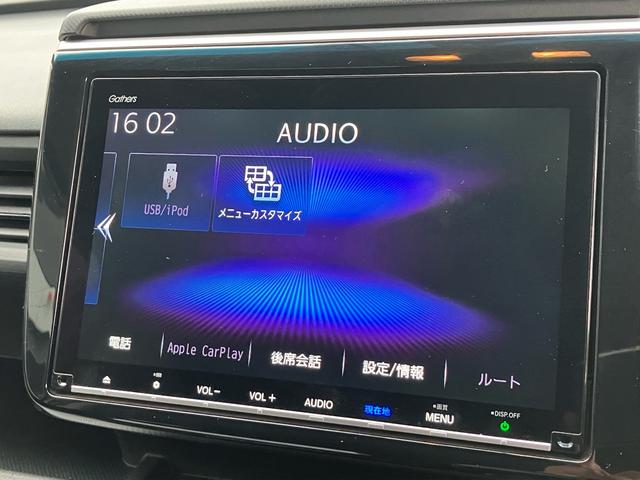 Gathers
16 02
AUDIO
USB/iPod
メニューカスタマイズ
電話
Apple CarPlay
後席会話
設定/情報
ルート
VOL−
VOL +
AUDIO
現在地
画質
MENU
DISP. OFF